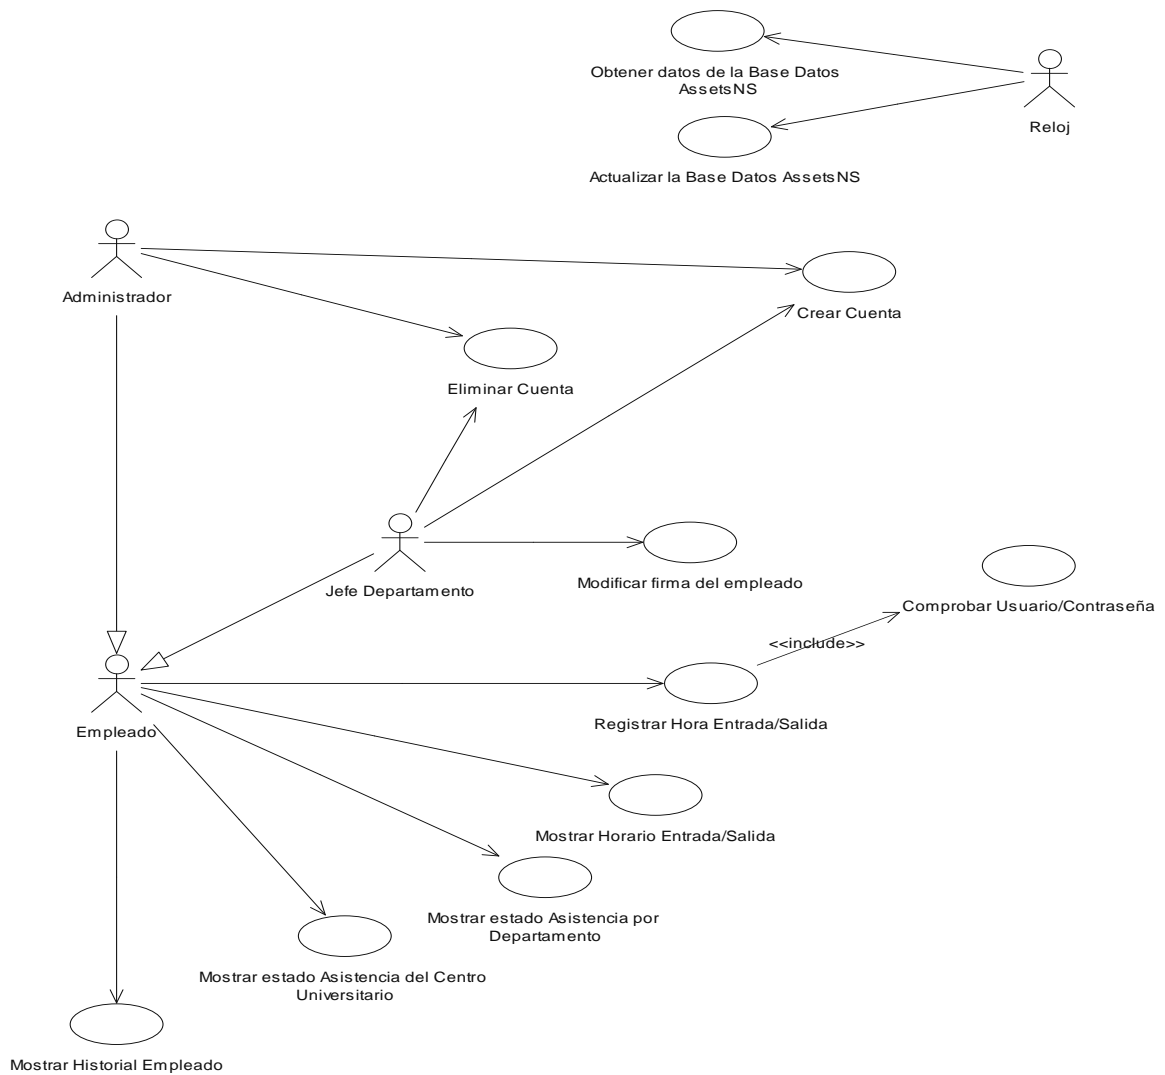 Obtener datos de la Base Datos
AssetsNS
Reloj
Actualizar la Base Datos AssetsNS
Administrador
Crear Cuenta
Eliminar Cuenta
Jefe Departamento
Modificar firma del empleado
Comprobar Usuario/Contraseña
<<include>>
Registrar Hora Entrada/Salida
Empleado
Mostrar Horario Entrada/Salida
Mostrar estado Asistencia por
Departamento
Mostrar estado Asistencia del Centro
Universitario
Mostrar Historial Empleado